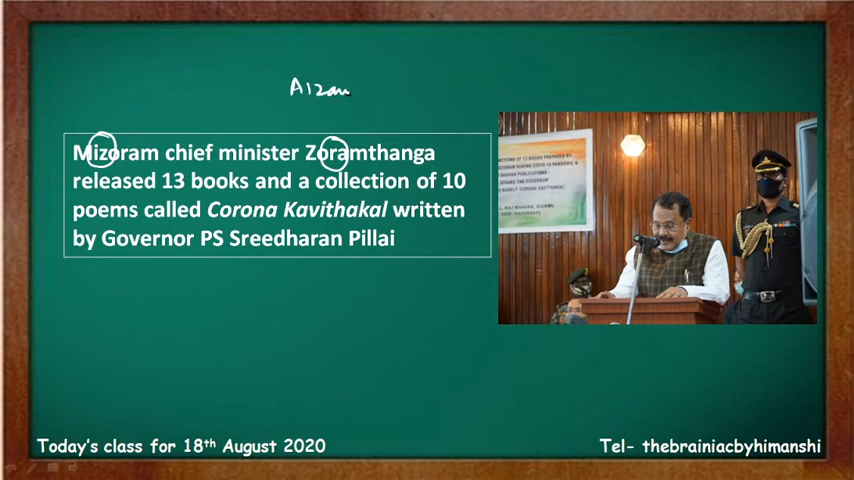 Aizaw
Mizoram chief minister Zoramthanga
released 13 books and a collection of 10
poems called Corona Kavithakal written
by Governor PS Sreedharan Pillai
Today's class for 18th August 2020
Tel- thebrainiacbyhimanshi